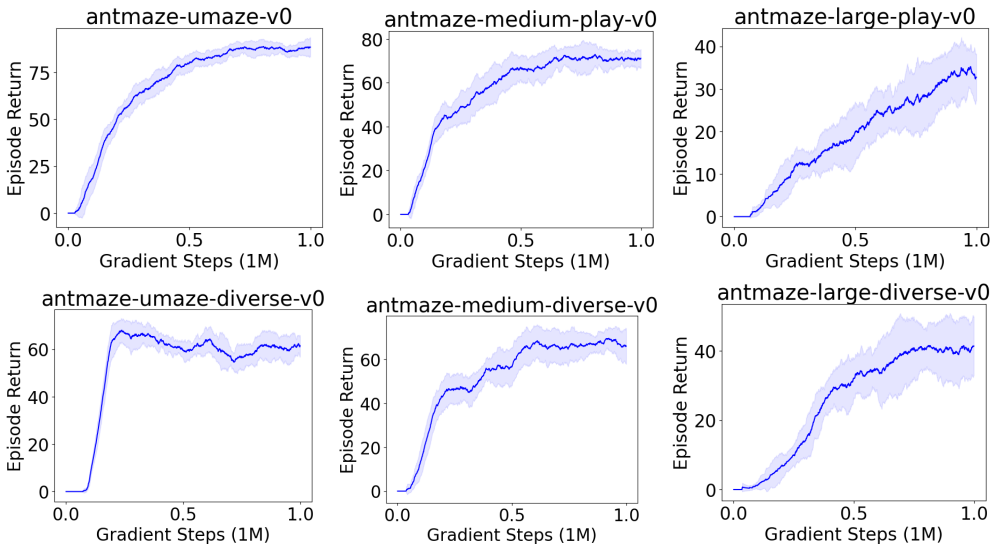 antmaze-umaze-v0
Episode Return
75
50
25
0
0.0 0.5 1.0
Gradient Steps (1M)
antmaze-medium-play-v0
Episode Return
80
60
40
20
0
0.0 0.5 1.0
Gradient Steps (1M)
antmaze-large-play-v0
Episode Return
40
30
20
10
0
0.0 0.5 1.0
Gradient Steps (1M)
antmaze-umaze-diverse-v0
Episode Return
60
40
20
0
0.0 0.5 1.0
Gradient Steps (1M)
antmaze-medium-diverse-v0
Episode Return
60
40
20
0
0.0 0.5 1.0
Gradient Steps (1M)
antmaze-large-diverse-v0
Episode Return
40
20
0
0.0 0.5 1.0
Gradient Steps (1M)